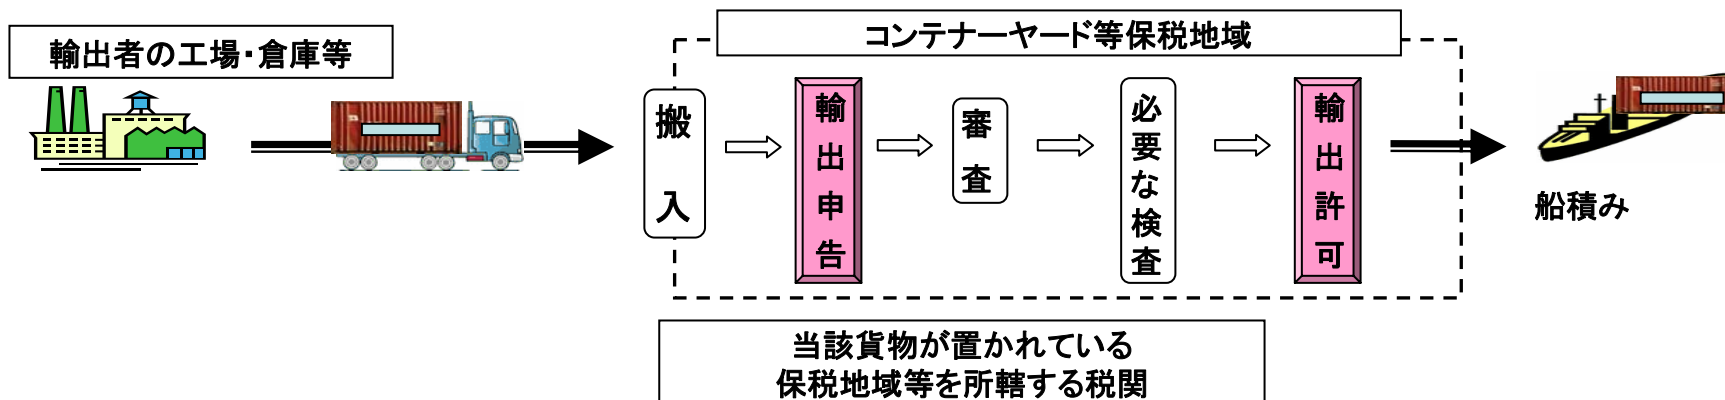 輸出者の工場・倉庫等
コンテナーヤード等保税地域
搬入
輸出申告
審査
必要な検査
輸出許可
船積み
当該貨物が置かれている
保税地域等を所轄する税関